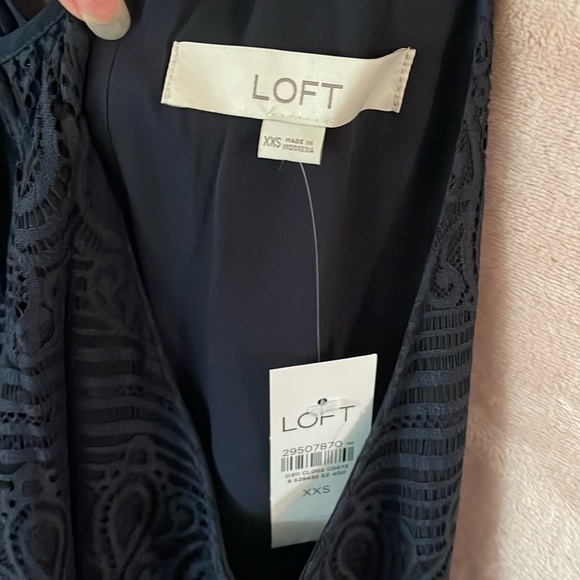 LOFT
XXS MADE IN
INDONESIA
LOFT
29507870
XXS